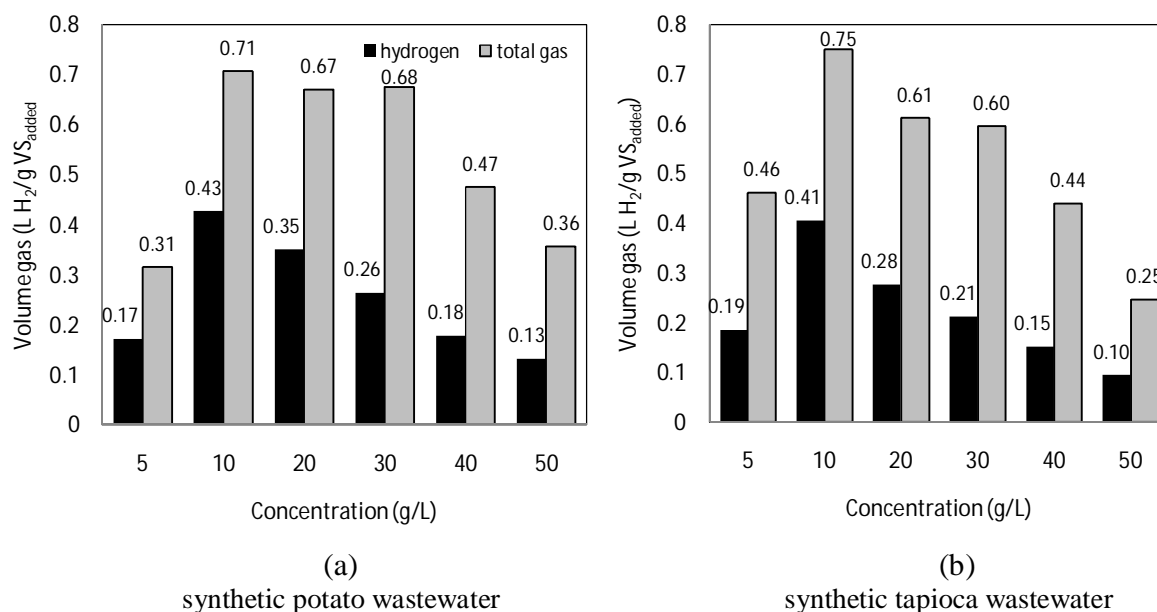 0.8
0.7
0.6
0.5
0.4
0.3
0.2
0.1
0
Volume gas (L H₂/g VS_added)
hydrogen total gas
0.17 0.31
0.43 0.71
0.35 0.67
0.26 0.68
0.18 0.47
0.13 0.36
5 10 20 30 40 50
Concentration (g/L)
(a)
synthetic potato wastewater
0.8
0.7
0.6
0.5
0.4
0.3
0.2
0.1
0
Volume gas (L H₂/g VS_added)
0.19 0.46
0.41 0.75
0.28 0.61
0.21 0.60
0.15 0.44
0.10 0.25
5 10 20 30 40 50
Concentration (g/L)
(b)
synthetic tapioca wastewater